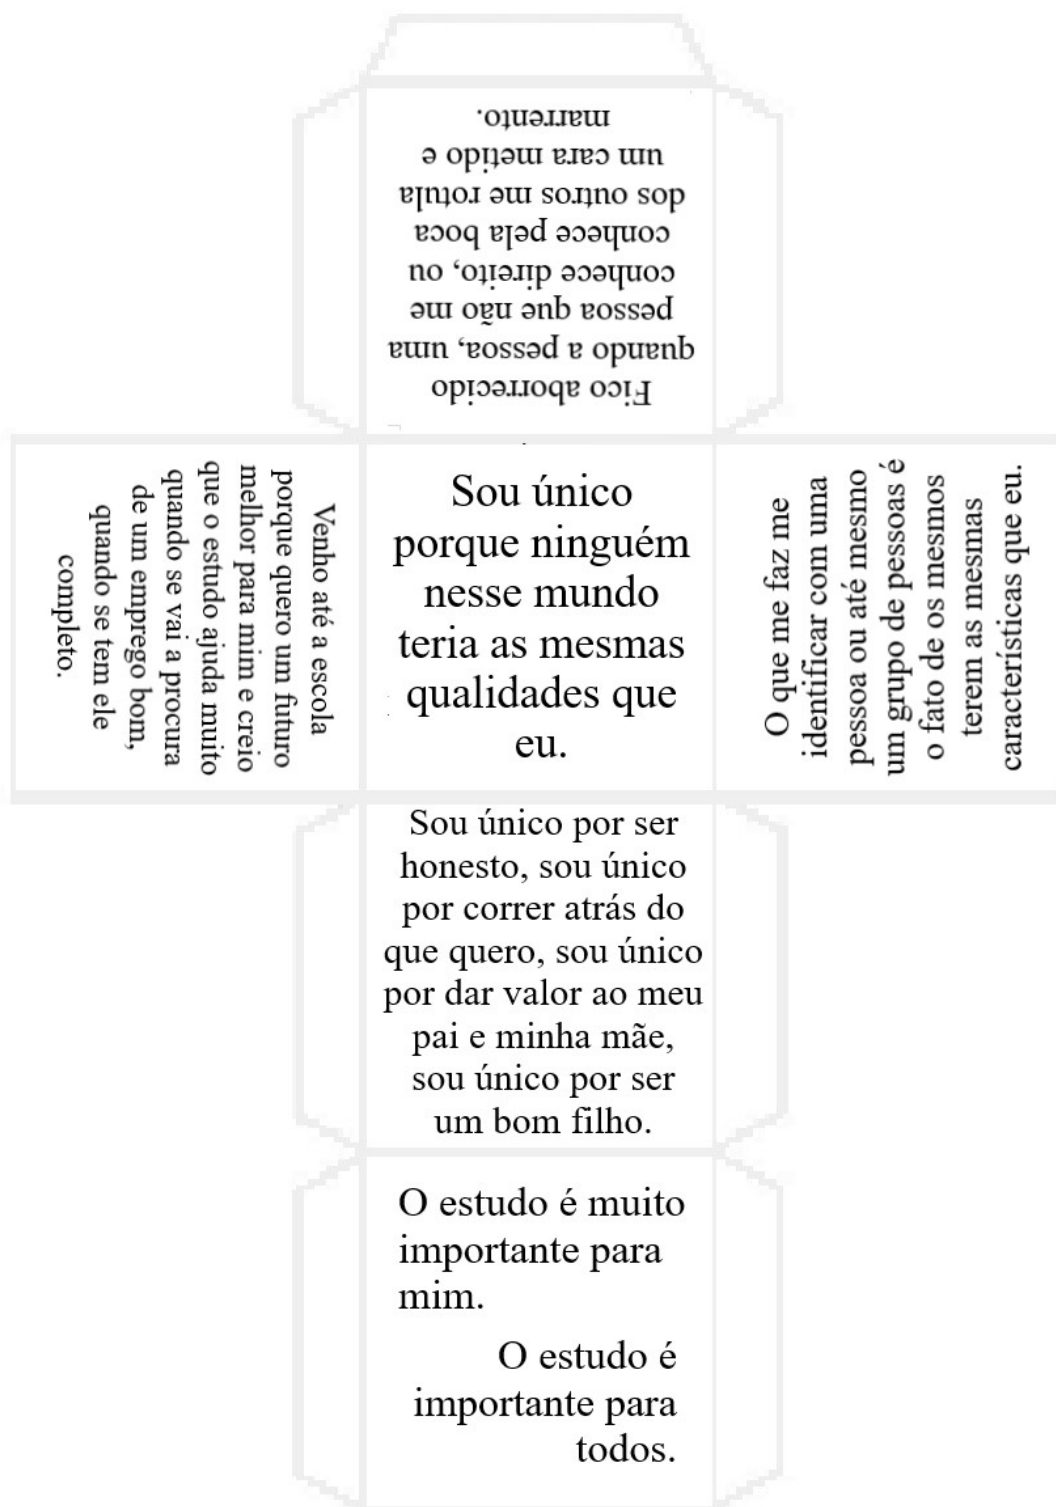 Fico aborrecido
quando a pessoa, uma
pessoa que não me
conhece direito, ou
conhece pela boca
dos outros me rotula
um cara metido e
marrento.
Venho até a escola
porque quero um futuro
melhor para mim e creio
que o estudo ajuda muito
quando se vai a procura
de um emprego bom,
quando se tem ele
completo.
Sou único
porque ninguém
nesse mundo
teria as mesmas
qualidades que
eu.
O que me faz me
identificar com uma
pessoa ou até mesmo
um grupo de pessoas é
o fato de os mesmos
terem as mesmas
características que eu.
Sou único por ser
honesto, sou único
por correr atrás do
que quero, sou único
por dar valor ao meu
pai e minha mãe,
sou único por ser
um bom filho.
O estudo é muito
importante para
mim.
O estudo é
importante para
todos.